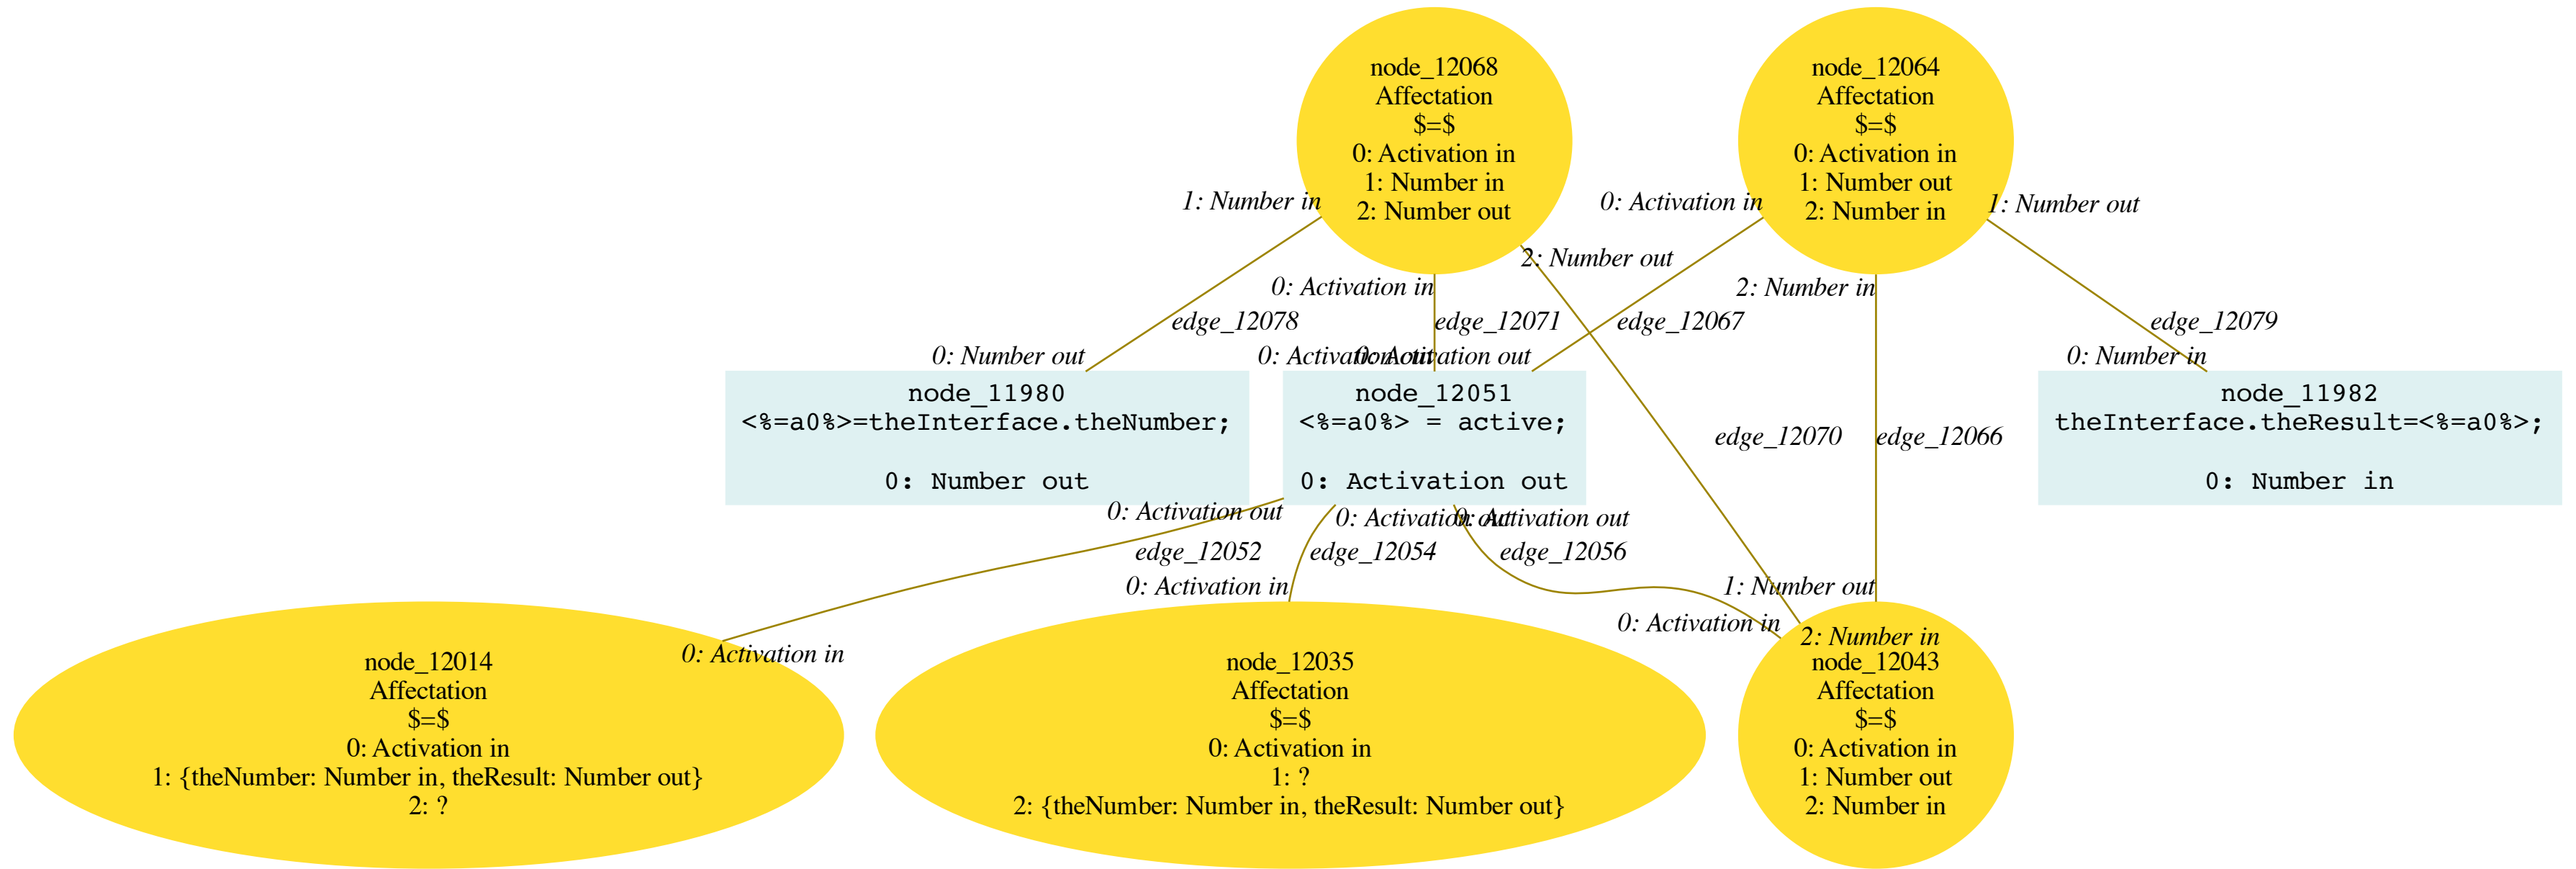 node_12068
Affectation
$=$
0: Activation in
1: Number in
2: Number out
node_12064
Affectation
$=$
0: Activation in
1: Number out
2: Number in
1: Number in
0: Activation in
1: Number out
2: Number out
0: Activation in
2: Number in
edge_12078
edge_12071
edge_12067
edge_12079
0: Number out
0: Activation out
0: Activation out
0: Number in
node_11980
<%=a0%>=theInterface.theNumber;
0: Number out
node_12051
<%=a0%> = active;
0: Activation out
node_11982
theInterface.theResult=<%=a0%>;
0: Number in
edge_12070
edge_12066
0: Activation out
0: Activation out
0: Activation out
edge_12052
edge_12054
edge_12056
0: Activation in
1: Number out
0: Activation in
2: Number in
0: Activation in
node_12014
Affectation
$=$
0: Activation in
1: {theNumber: Number in, theResult: Number out}
2: ?
node_12035
Affectation
$=$
0: Activation in
1: ?
2: {theNumber: Number in, theResult: Number out}
node_12043
Affectation
$=$
0: Activation in
1: Number out
2: Number in